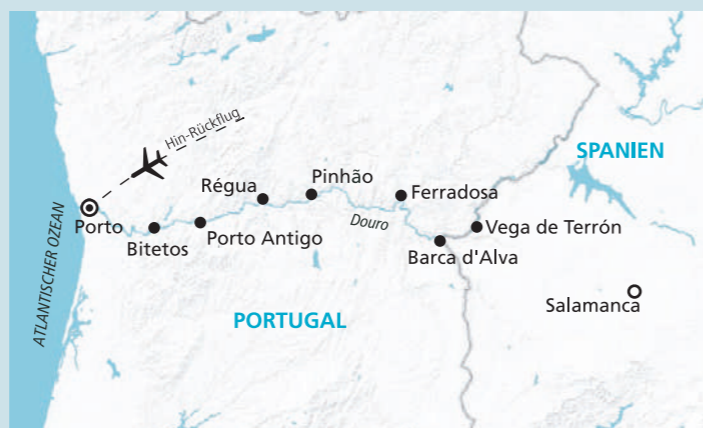 Hin-Rückflug
SPANIEN
Pinhão
Régua
Ferradosa
Porto
Douro
Vega de Terrón
Bitetos
Porto Antigo
Barca d'Alva
ATLANTISCHER OZEAN
Salamanca
PORTUGAL